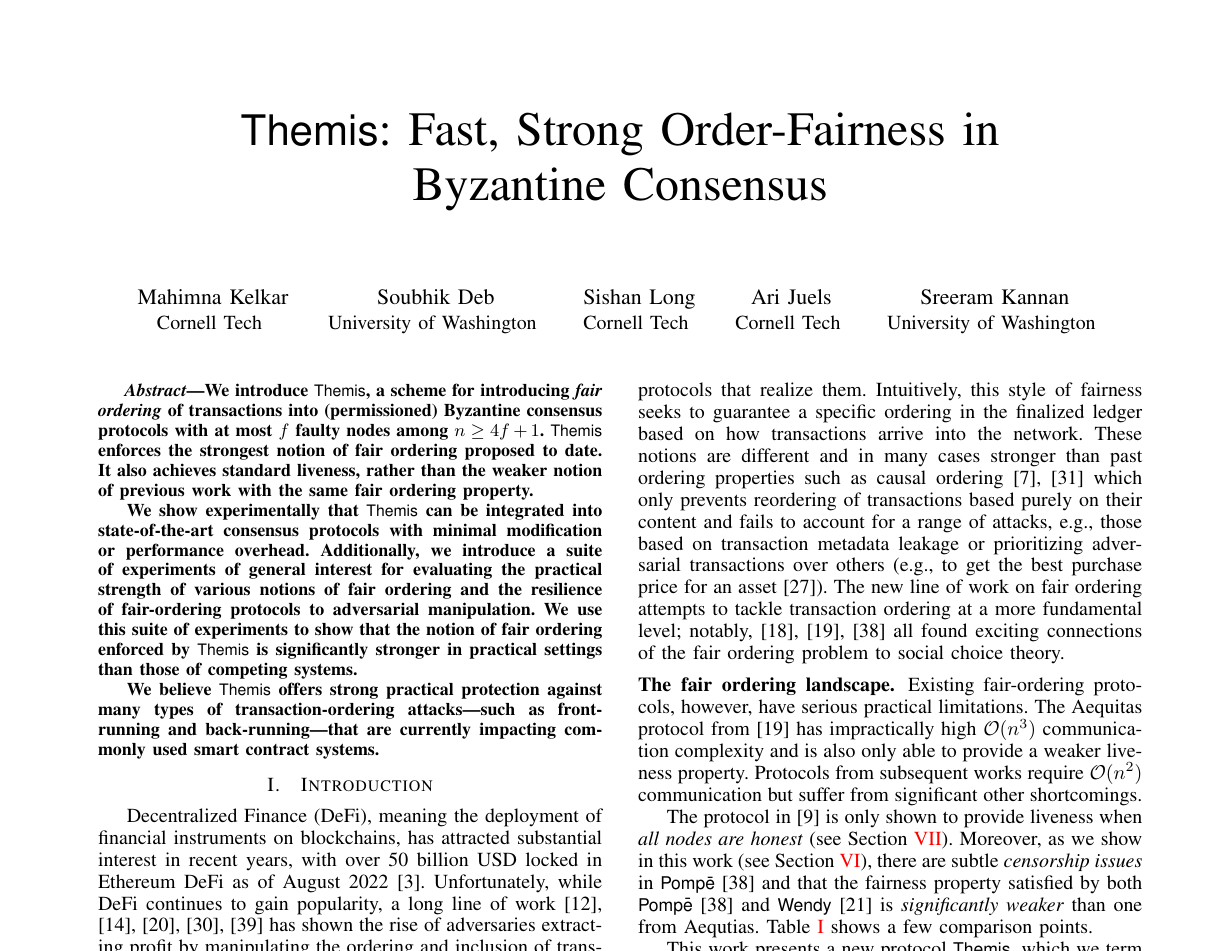 Themis: Fast, Strong Order-Fairness in
Byzantine Consensus
Mahimna Kelkar
Cornell Tech
Soubhik Deb
University of Washington
Sishan Long
Cornell Tech
Ari Juels
Cornell Tech
Sreeram Kannan
University of Washington
Abstract—We introduce Themis, a scheme for introducing fair
ordering of transactions into (permissioned) Byzantine consensus
protocols with at most f faulty nodes among n ≥ 4f + 1. Themis
enforces the strongest notion of fair ordering proposed to date.
It also achieves standard liveness, rather than the weaker notion
of previous work with the same fair ordering property.
We show experimentally that Themis can be integrated into
state-of-the-art consensus protocols with minimal modification
or performance overhead. Additionally, we introduce a suite
of experiments of general interest for evaluating the practical
strength of various notions of fair ordering and the resilience
of fair-ordering protocols to adversarial manipulation. We use
this suite of experiments to show that the notion of fair ordering
enforced by Themis is significantly stronger in practical settings
than those of competing systems.
We believe Themis offers strong practical protection against
many types of transaction-ordering attacks—such as front-
running and back-running—that are currently impacting com-
monly used smart contract systems.
I. INTRODUCTION
Decentralized Finance (DeFi), meaning the deployment of
financial instruments on blockchains, has attracted substantial
interest in recent years, with over 50 billion USD locked in
Ethereum DeFi as of August 2022 [3]. Unfortunately, while
DeFi continues to gain popularity, a long line of work [12],
[14], [20], [30], [39] has shown the rise of adversaries extract-
ing profit by manipulating the ordering and inclusion of trans-
protocols that realize them. Intuitively, this style of fairness
seeks to guarantee a specific ordering in the finalized ledger
based on how transactions arrive into the network. These
notions are different and in many cases stronger than past
ordering properties such as causal ordering [7], [31] which
only prevents reordering of transactions based purely on their
content and fails to account for a range of attacks, e.g., those
based on transaction metadata leakage or prioritizing adver-
sarial transactions over others (e.g., to get the best purchase
price for an asset [27]). The new line of work on fair ordering
attempts to tackle transaction ordering at a more fundamental
level; notably, [18], [19], [38] all found exciting connections
of the fair ordering problem to social choice theory.
The fair ordering landscape. Existing fair-ordering proto-
cols, however, have serious practical limitations. The Aequitas
protocol from [19] has impractically high O(n³) communica-
tion complexity and is also only able to provide a weaker live-
ness property. Protocols from subsequent works require O(n²)
communication but suffer from significant other shortcomings.
The protocol in [9] is only shown to provide liveness when
all nodes are honest (see Section VII). Moreover, as we show
in this work (see Section VI), there are subtle censorship issues
in Pompē [38] and that the fairness property satisfied by both
Pompē [38] and Wendy [21] is significantly weaker than one
from Aequtias. Table I shows a few comparison points.
This work presents a new protocol Themis, which we term